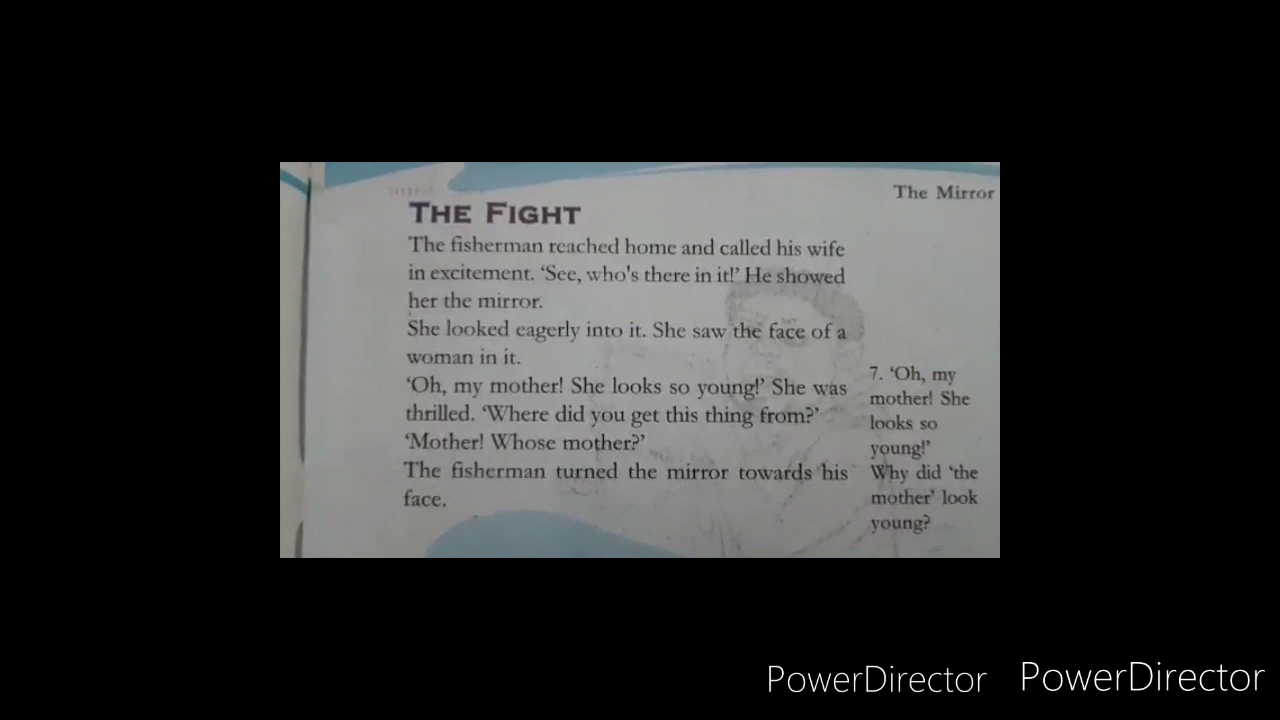 The Mirror
THE FIGHT
The fisherman reached home and called his wife
in excitement. ‘See, who's there in it!’ He showed
her the mirror.
She looked eagerly into it. She saw the face of a
woman in it.
‘Oh, my mother! She looks so young!’ She was
thrilled. ‘Where did you get this thing from?’
‘Mother! Whose mother?’
The fisherman turned the mirror towards his
face.
7. ‘Oh, my
mother! She
looks so
young!’
Why did ‘the
mother’ look
young?
PowerDirector
PowerDirector